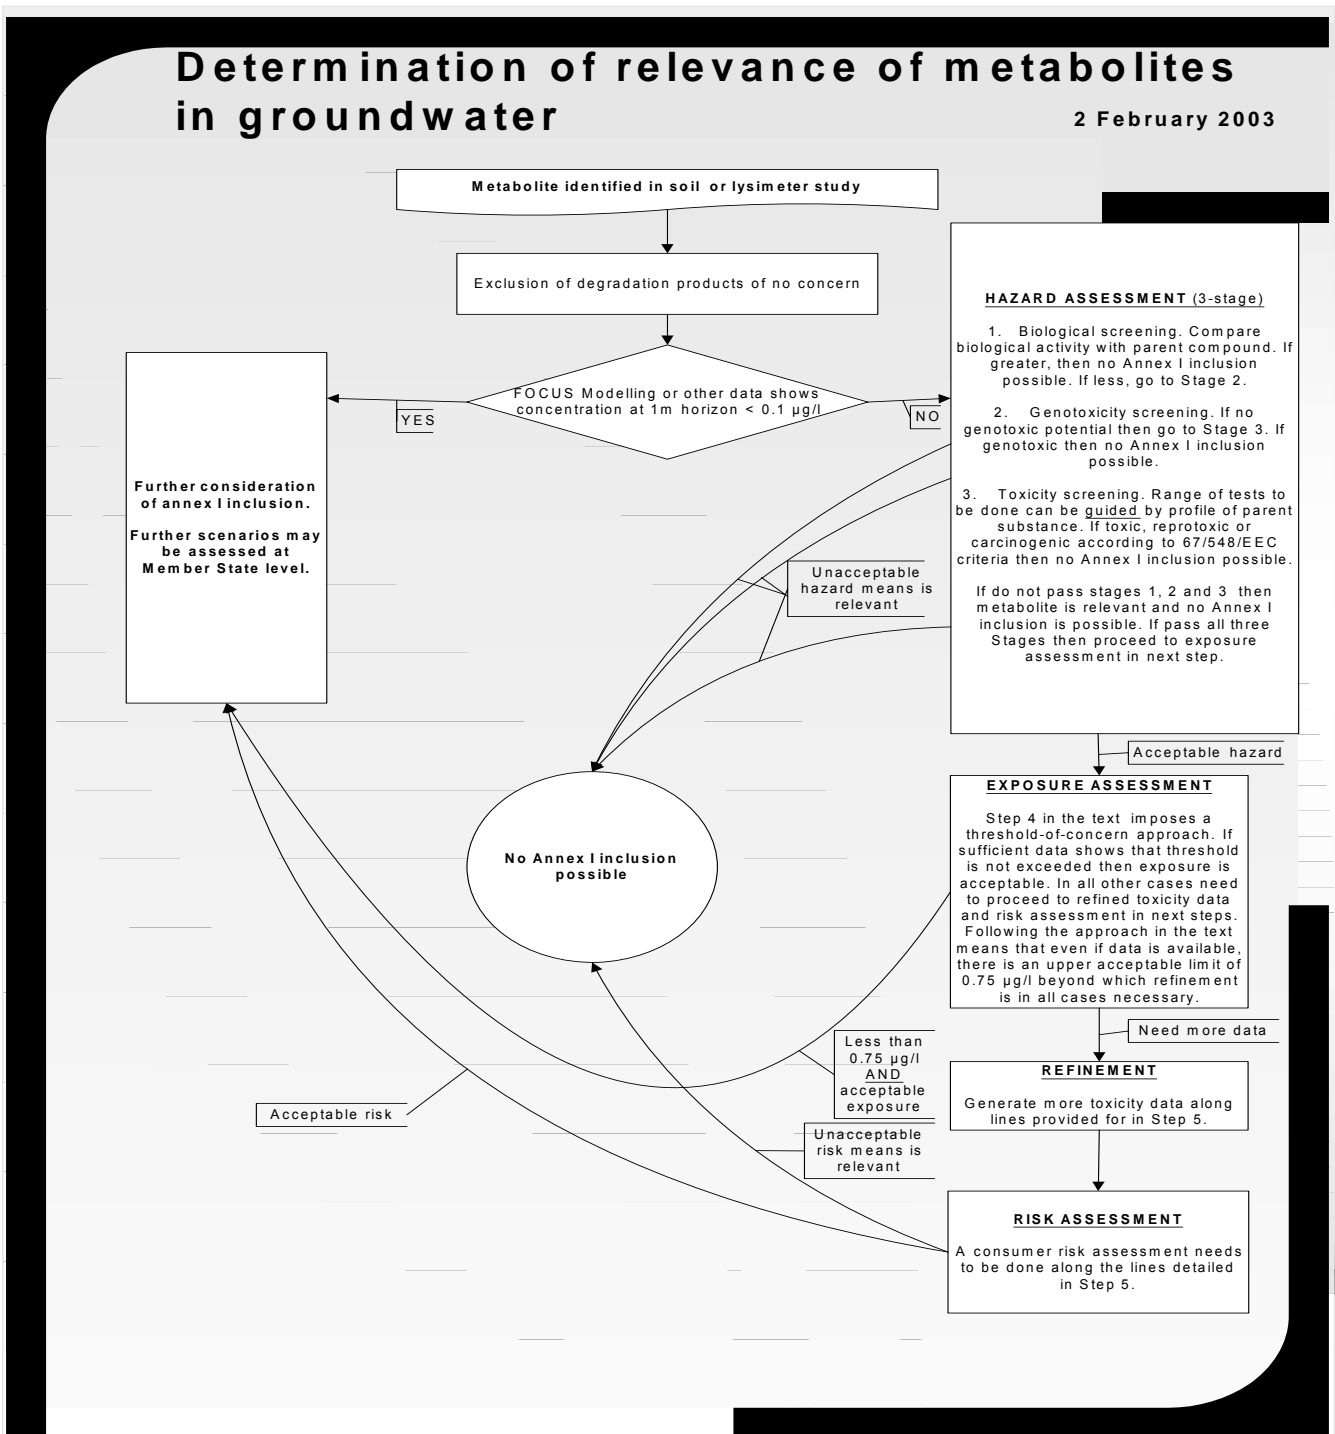 Determination of relevance of metabolites
in groundwater
2 February 2003
Metabolite identified in soil or lysimeter study
Exclusion of degradation products of no concern
FOCUS Modelling or other data shows
concentration at 1m horizon < 0.1 µg/l
YES
NO
Further consideration
of annex I inclusion.
Further scenarios may
be assessed at
Member State level.
HAZARD ASSESSMENT (3-stage)
1. Biological screening. Compare
biological activity with parent compound. If
greater, then no Annex I inclusion
possible. If less, go to Stage 2.
2. Genotoxicity screening. If no
genotoxic potential then go to Stage 3. If
genotoxic then no Annex I inclusion
possible.
3. Toxicity screening. Range of tests to
be done can be guided by profile of parent
substance. If toxic, reprotoxic or
carcinogenic according to 67/548/EEC
criteria then no Annex I inclusion possible.
If do not pass stages 1, 2 and 3 then
metabolite is relevant and no Annex I
inclusion is possible. If pass all three
Stages then proceed to exposure
assessment in next step.
Unacceptable
hazard means is
relevant
Acceptable hazard
EXPOSURE ASSESSMENT
Step 4 in the text imposes a
threshold-of-concern approach. If
sufficient data shows that threshold
is not exceeded then exposure is
acceptable. In all other cases need
to proceed to refined toxicity data
and risk assessment in next steps.
Following the approach in the text
means that even if data is available,
there is an upper acceptable limit of
0.75 µg/l beyond which refinement
is in all cases necessary.
No Annex I inclusion
possible
Need more data
Less than
0.75 µg/l
AND
acceptable
exposure
REFINEMENT
Generate more toxicity data along
lines provided for in Step 5.
Acceptable risk
Unacceptable
risk means is
relevant
RISK ASSESSMENT
A consumer risk assessment needs
to be done along the lines detailed
in Step 5.